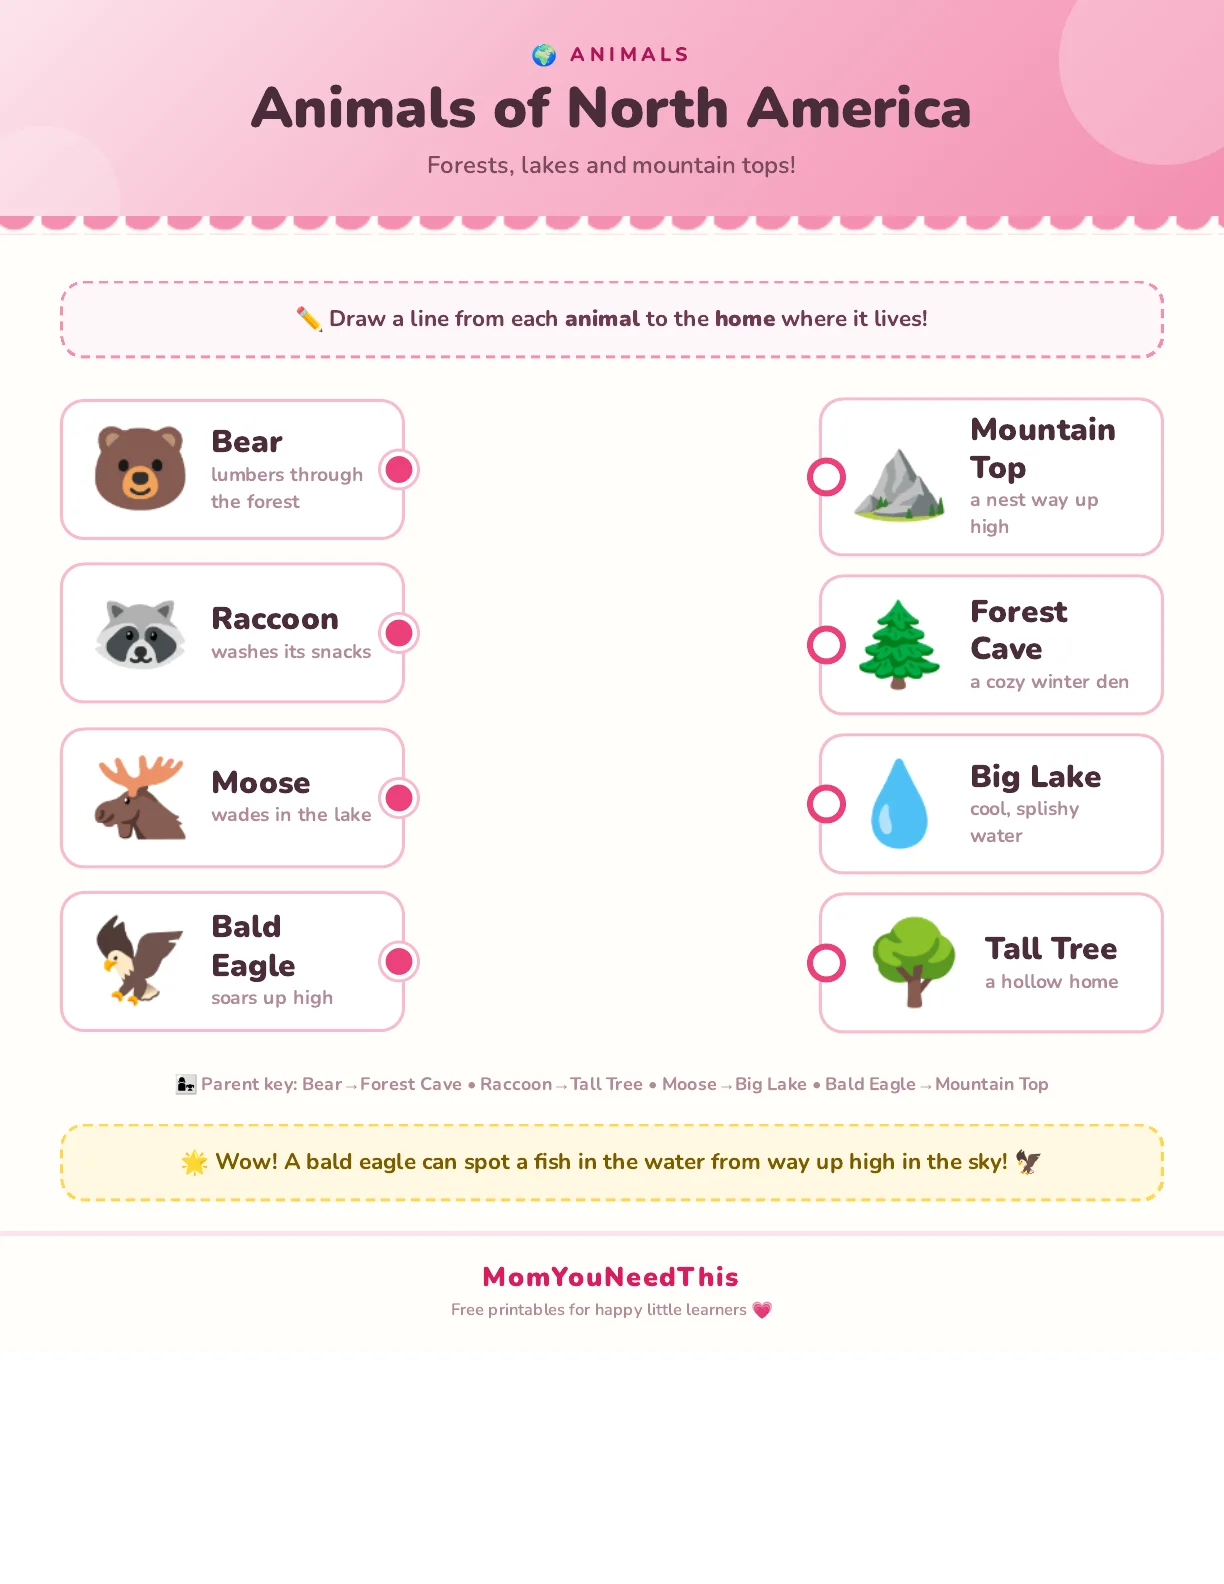 🌍 ANIMALS
Animals of North America
Forests, lakes and mountain tops!
✏️ Draw a line from each animal to the home where it lives!
Bear
lumbers through
the forest
Raccoon
washes its snacks
Moose
wades in the lake
Bald
Eagle
soars up high
Mountain
Top
a nest way up
high
Forest
Cave
a cozy winter den
Big Lake
cool, splishy
water
Tall Tree
a hollow home
Parent key: Bear→Forest Cave • Raccoon→Tall Tree • Moose→Big Lake • Bald Eagle→Mountain Top
🌟 Wow! A bald eagle can spot a fish in the water from way up high in the sky! 🦅
MomYouNeedThis
Free printables for happy little learners 💗